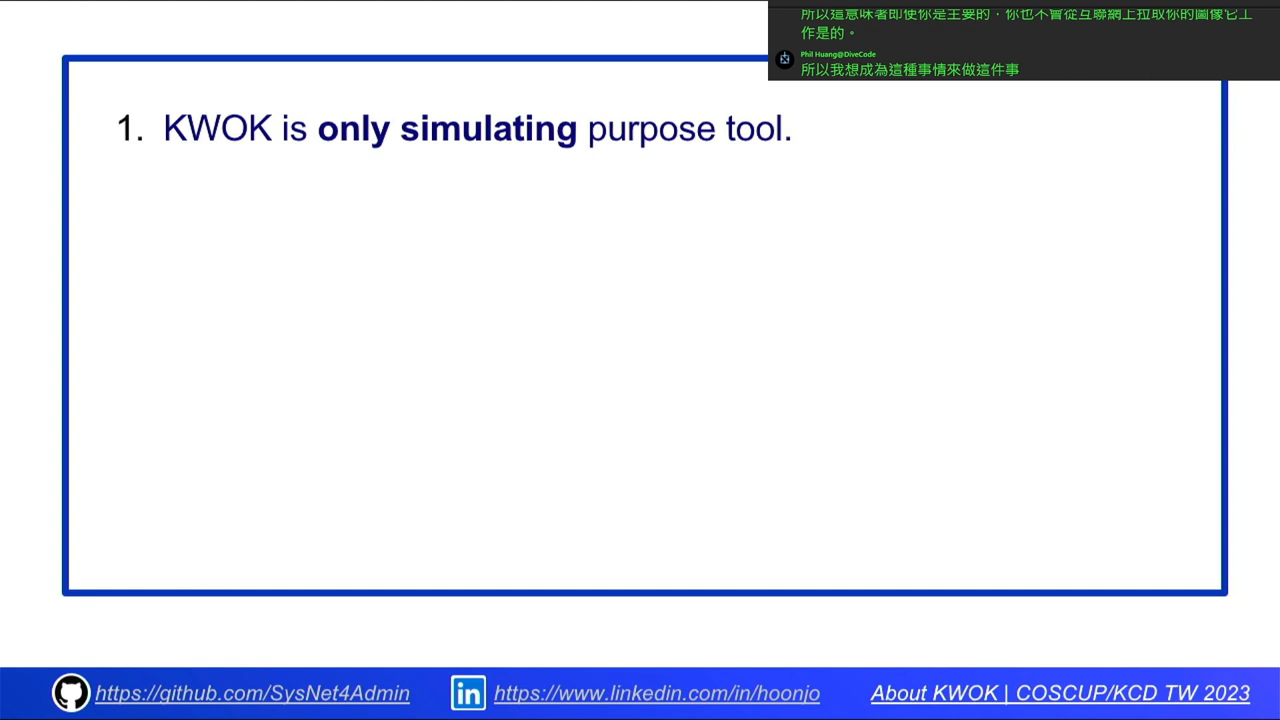 所以這意味著即使你是主要的，你也不會從互聯網上拉取你的圖像它工
作是的。
Phil Huang@DiveCode
所以我想成為這種事情來做這件事
1. KWOK is only simulating purpose tool.
https://github.com/SysNet4Admin
in https://www.linkedin.com/in/hoonjo
About KWOK | COSCUP/KCD TW 2023